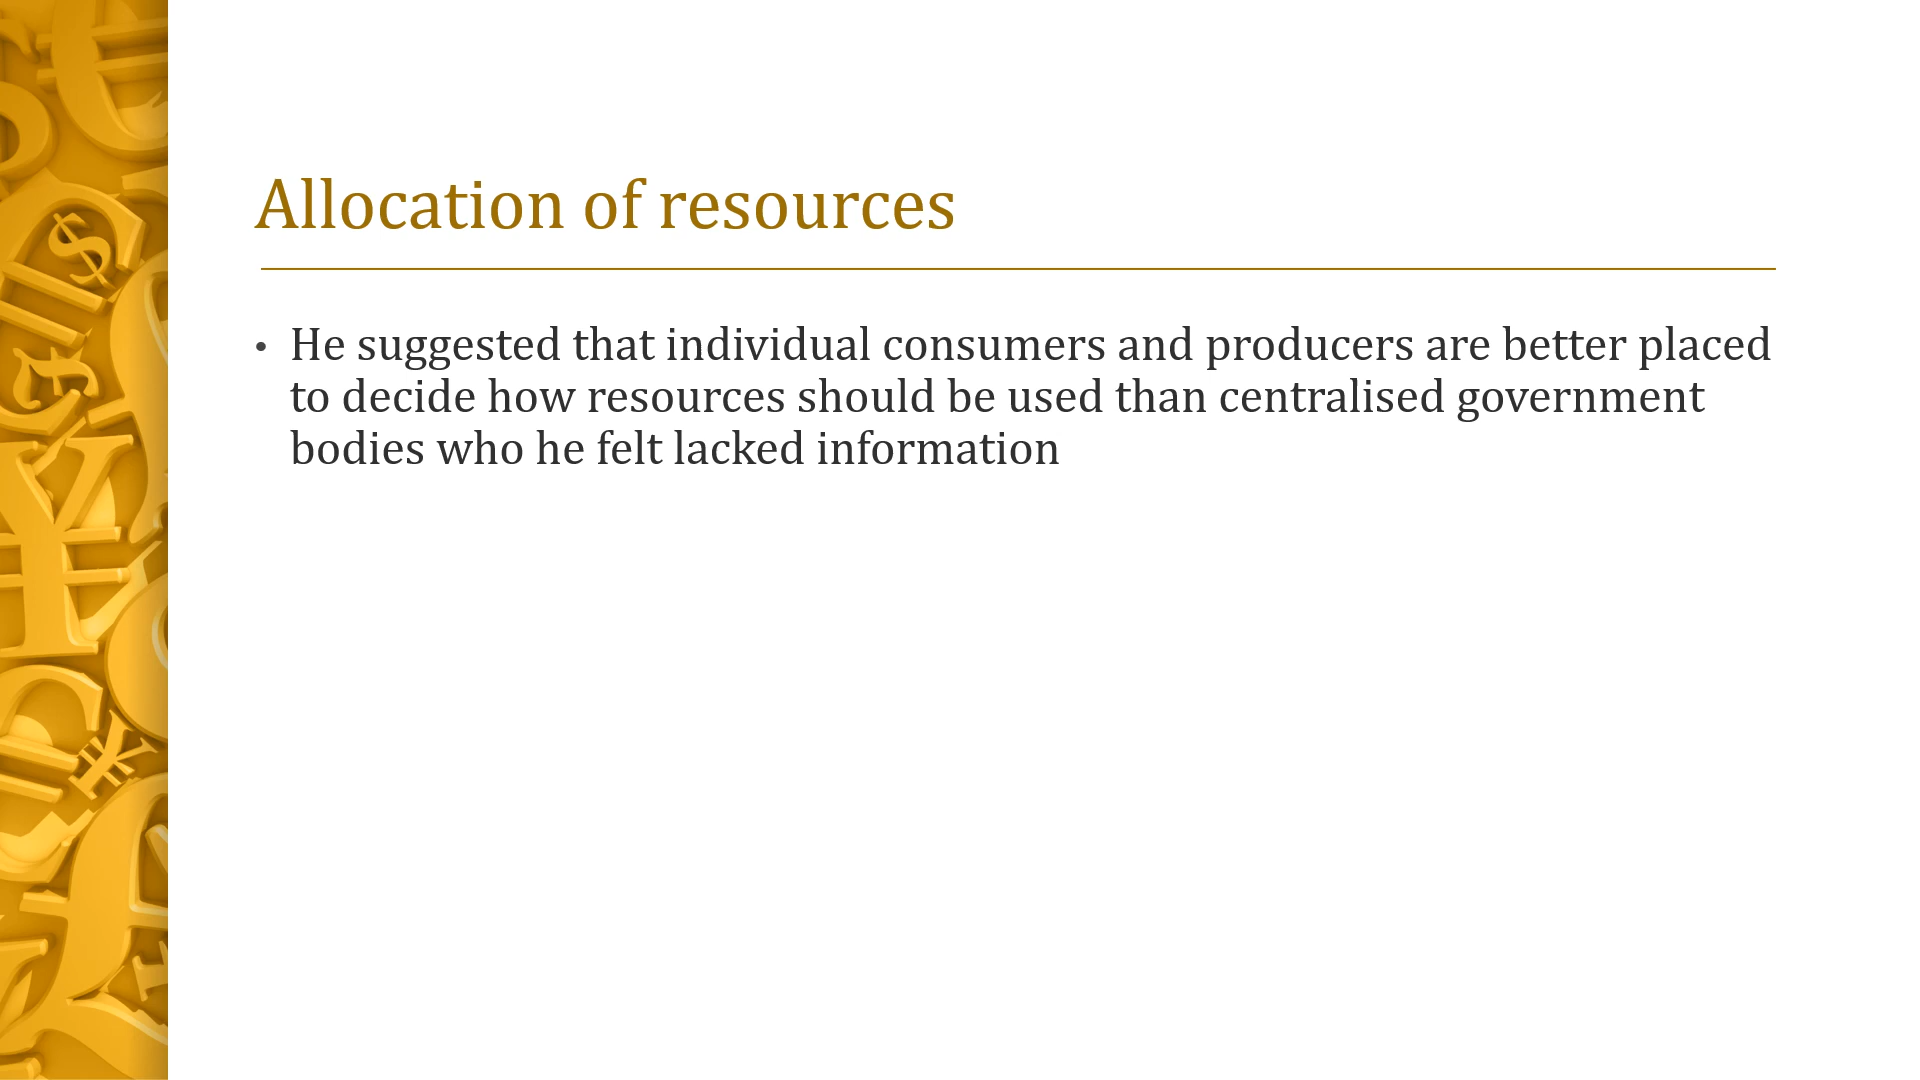 Allocation of resources
• He suggested that individual consumers and producers are better placed
to decide how resources should be used than centralised government
bodies who he felt lacked information